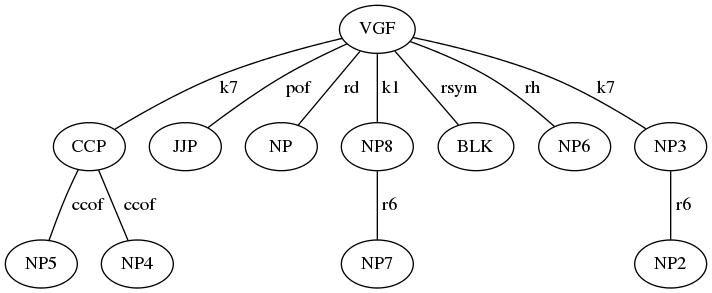 VGF
k7 pof rd k1 rsym rh k7
CCP JJP NP NP8 BLK NP6 NP3
ccof ccof r6 r6
NP5 NP4 NP7 NP2